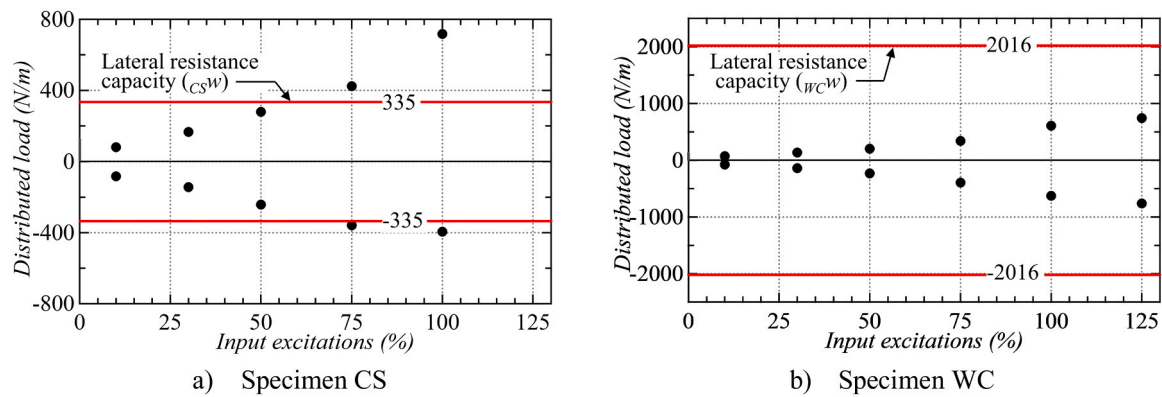 800
400
0
-400
-800
Distributed load (N/m)
Lateral resistance
capacity (CSw)
335
-335
0 25 50 75 100 125
Input excitations (%)
a) Specimen CS
2000
1000
0
-1000
-2000
Distributed load (N/m)
2016
Lateral resistance
capacity (WCw)
-2016
0 25 50 75 100 125
Input excitations (%)
b) Specimen WC